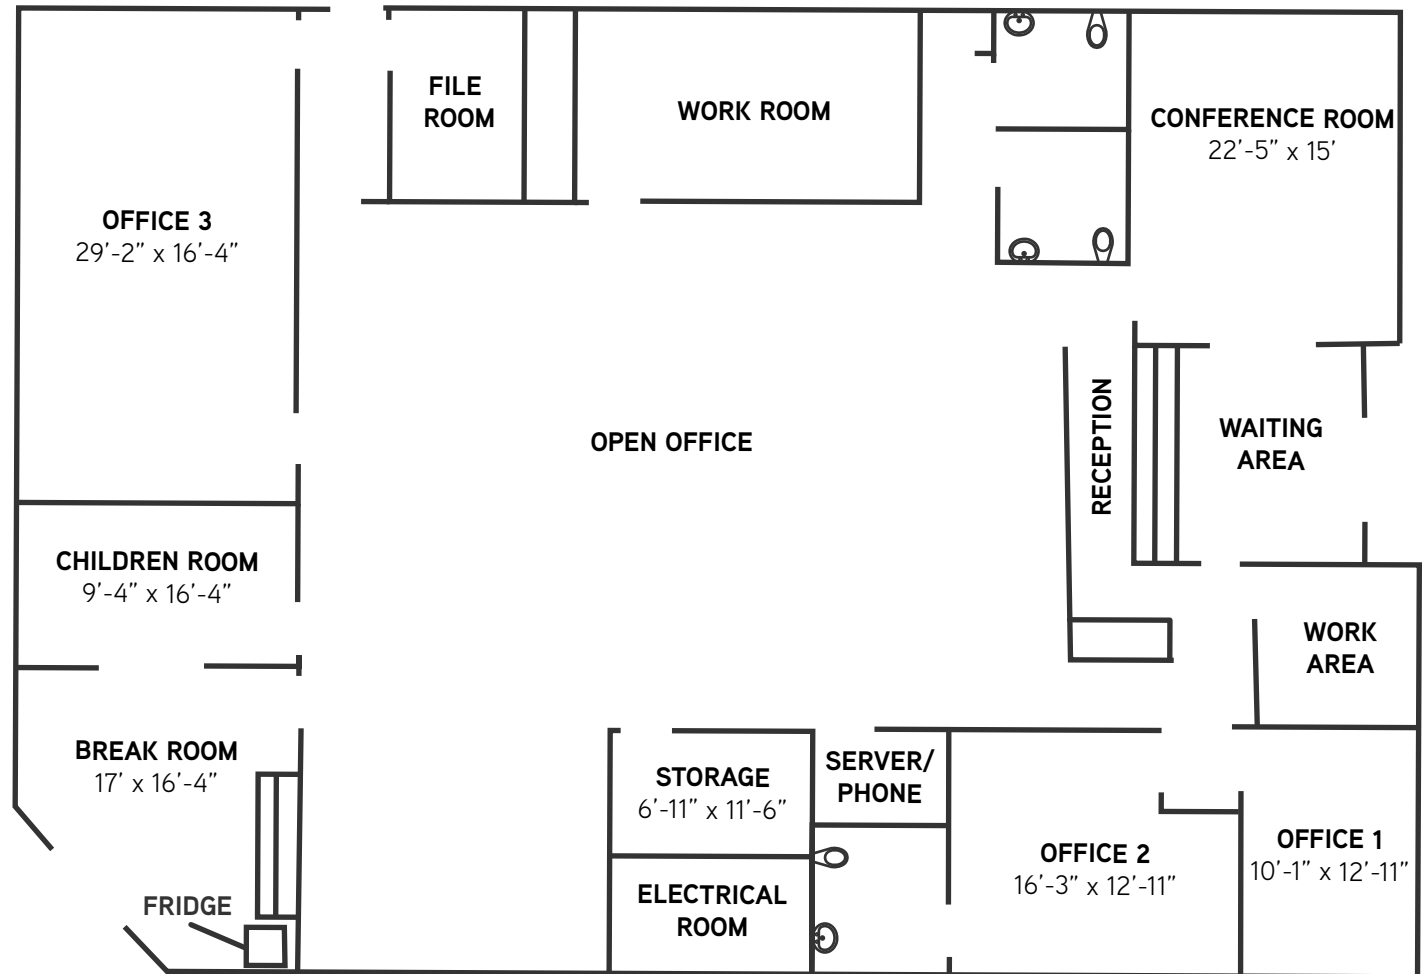 FILE
ROOM
WORK ROOM
CONFERENCE ROOM
22’-5” x 15’
OFFICE 3
29’-2” x 16’-4”
OPEN OFFICE
RECEPTION
WAITING
AREA
CHILDREN ROOM
9’-4” x 16’-4”
WORK
AREA
BREAK ROOM
17’ x 16’-4”
STORAGE
6’-11” x 11’-6”
SERVER/
PHONE
OFFICE 2
16’-3” x 12’-11”
OFFICE 1
10’-1” x 12’-11”
FRIDGE
ELECTRICAL
ROOM